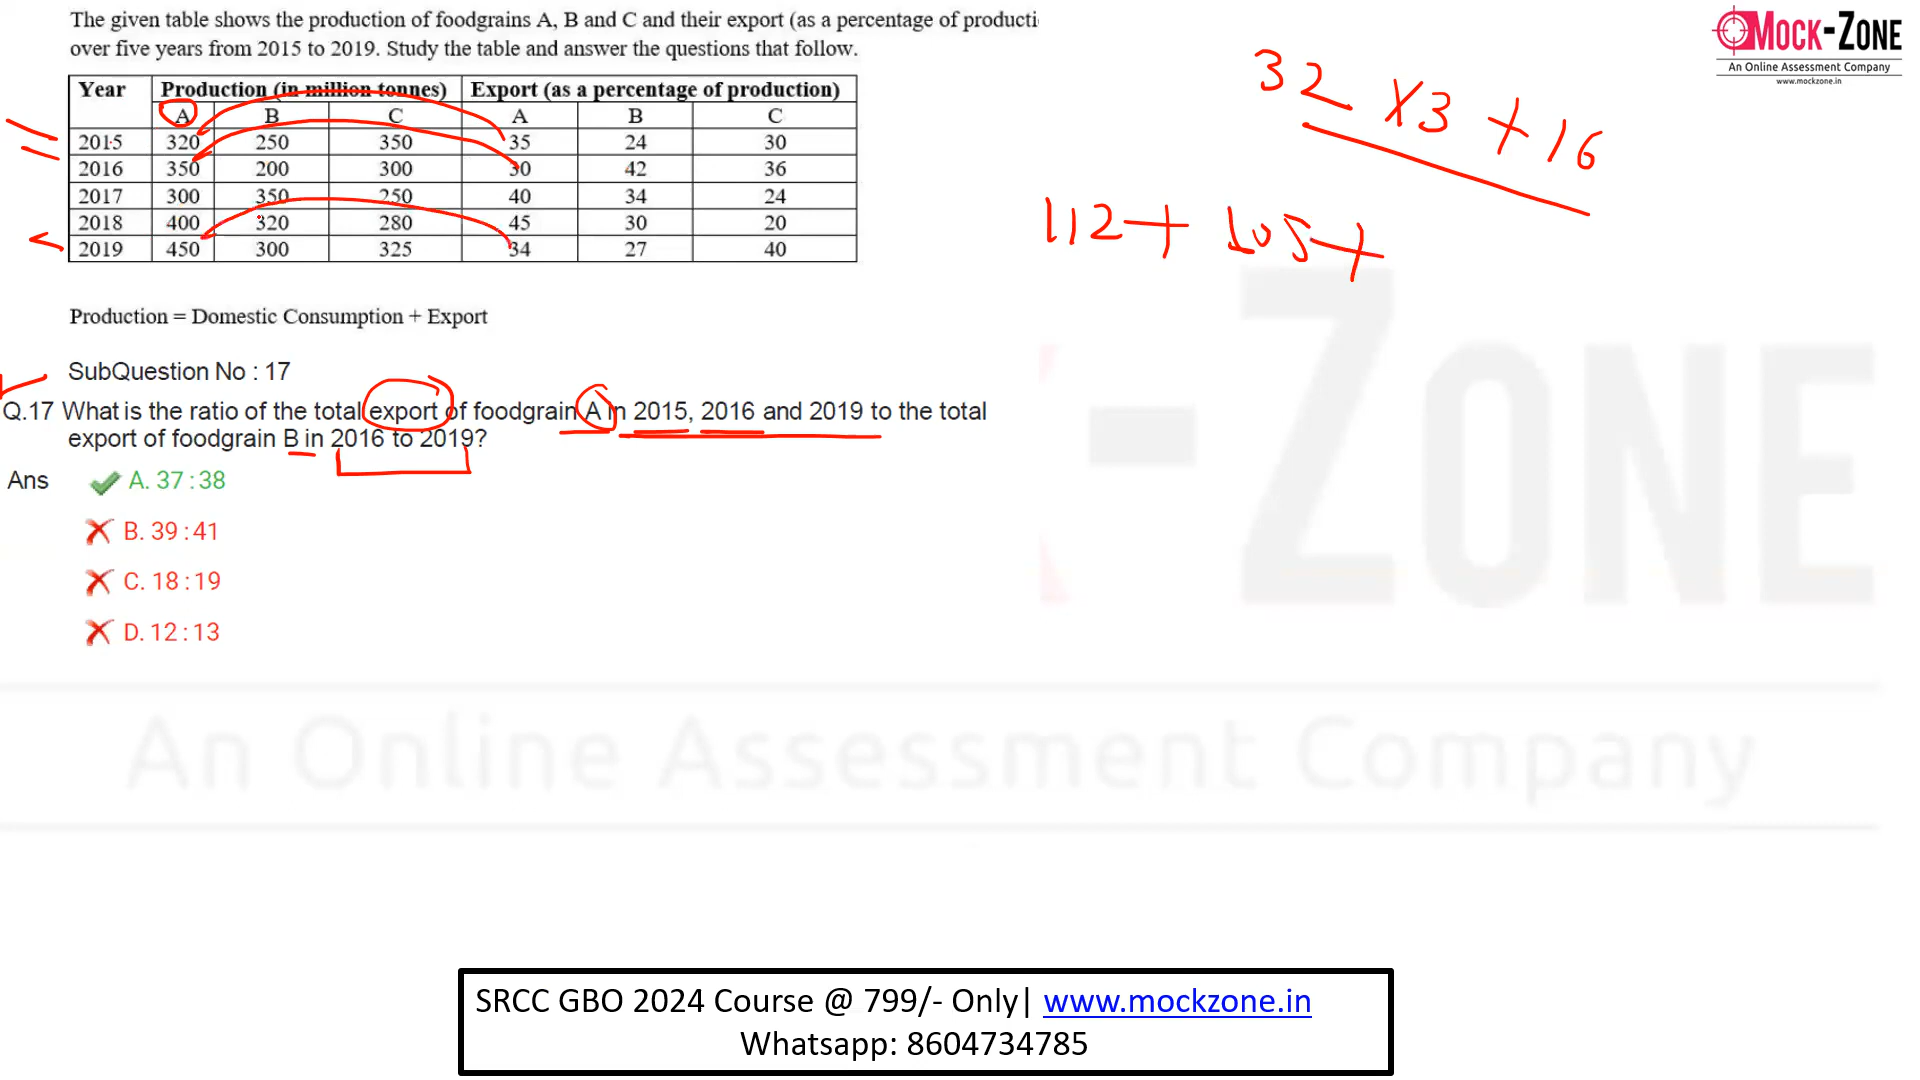 The given table shows the production of foodgrains A, B and C and their export (as a percentage of producti
over five years from 2015 to 2019. Study the table and answer the questions that follow.
MOCK-ZONE
An Online Assessment Company
www.mockzone.in
Year Production (in million tonnes) Export (as a percentage of production)
A B C A B C
2015 320 250 350 35 24 30
2016 350 200 300 30 42 36
2017 300 350 250 40 34 24
2018 400 320 280 45 30 20
2019 450 300 325 34 27 40
32 x3 + 16
112 + 105 +
Production = Domestic Consumption + Export
SubQuestion No : 17
Q.17 What is the ratio of the total export of foodgrain A in 2015, 2016 and 2019 to the total
export of foodgrain B in 2016 to 2019?
Ans A. 37 : 38
B. 39 : 41
C. 18 : 19
D. 12 : 13
K-ZONE
An Online Assessment Company
SRCC GBO 2024 Course @ 799/- Only| www.mockzone.in
Whatsapp: 8604734785